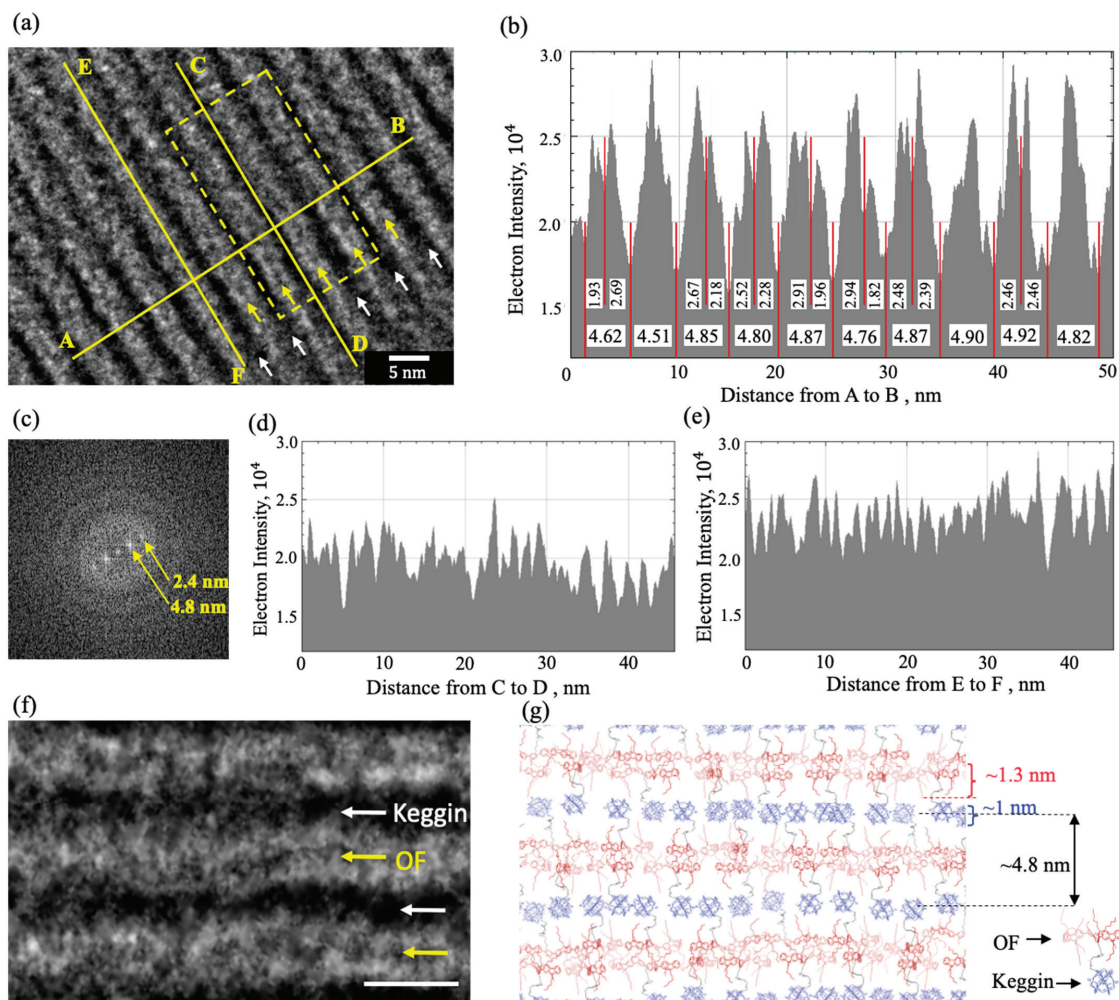 (a)
E
C
B
A
F
D
5 nm
(b)
Electron Intensity, 10⁴
3.0
2.5
2.0
1.5
1.93
2.69
2.67
2.18
2.52
2.28
2.91
1.96
2.94
1.82
2.48
2.39
2.46
2.46
4.62
4.51
4.85
4.80
4.87
4.76
4.87
4.90
4.92
4.82
0 10 20 30 40 50
Distance from A to B , nm
(c)
2.4 nm
4.8 nm
(d)
Electron Intensity, 10⁴
3.0
2.5
2.0
1.5
0 10 20 30 40
Distance from C to D , nm
(e)
Electron Intensity, 10⁴
3.0
2.5
2.0
1.5
0 10 20 30 40
Distance from E to F , nm
(f)
Keggin
OF
(g)
~1.3 nm
~1 nm
~4.8 nm
OF
Keggin